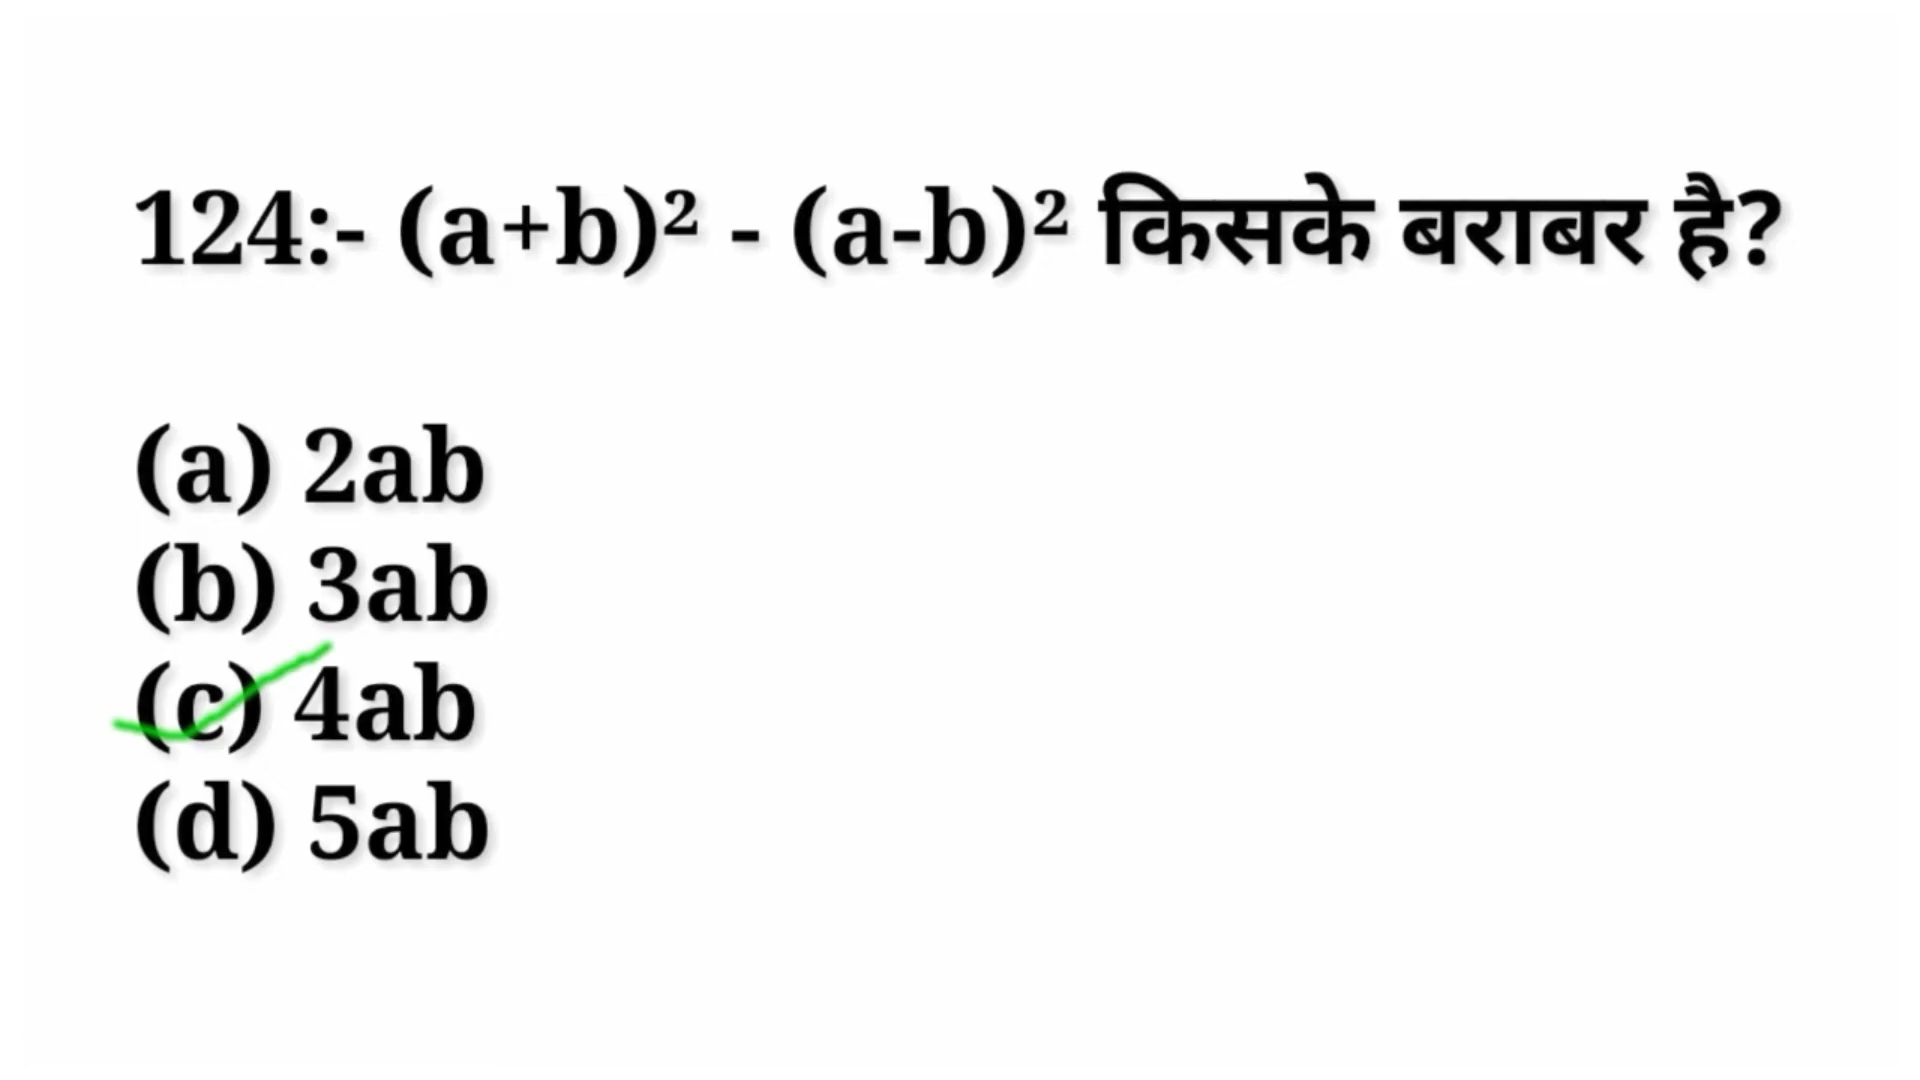 124:- (a+b)² - (a-b)² किसके बराबर है?
(a) 2ab
(b) 3ab
(c) 4ab
(d) 5ab